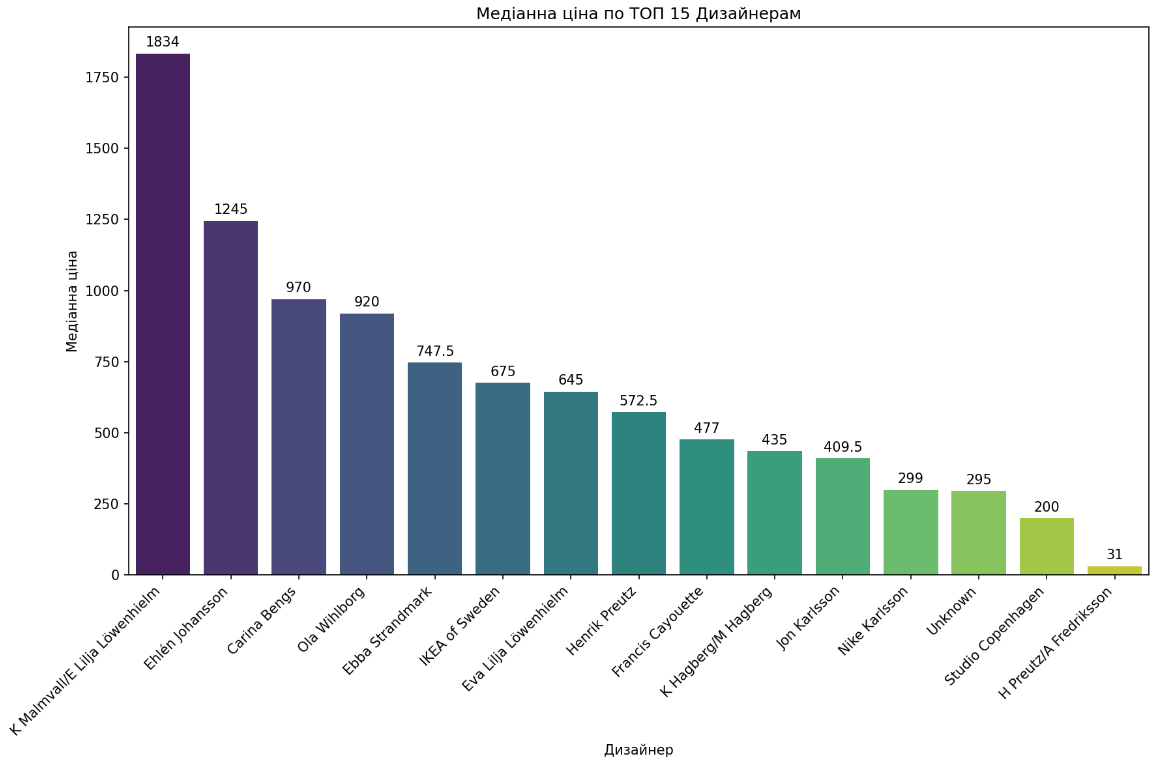 Медіанна ціна по ТОП 15 Дизайнерам
1834
1245
970
920
747.5
675
645
572.5
477
435
409.5
299
295
200
31
1750
1500
1250
1000
750
500
250
0
Медіанна ціна
K Malmvall/E Lilja Löwenhielm
Ehlén Johansson
Carina Bengs
Ola Wihlborg
Ebba Strandmark
IKEA of Sweden
Eva Lilja Löwenhielm
Henrik Preutz
Francis Cayouette
K Hagberg/M Hagberg
Jon Karlsson
Nike Karlsson
Unknown
Studio Copenhagen
H Preutz/A Fredriksson
Дизайнер